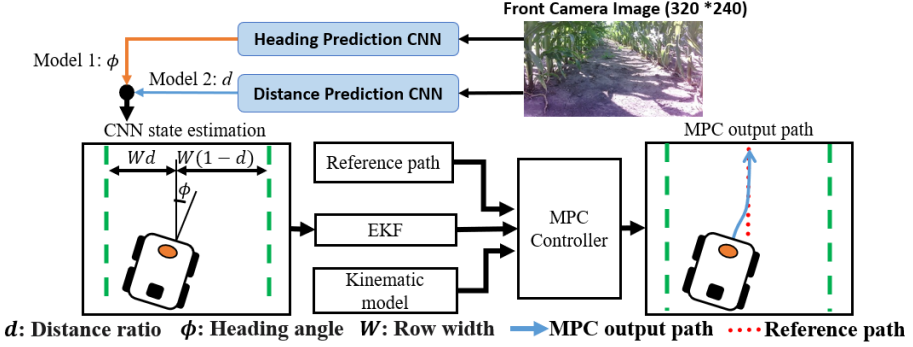 Front Camera Image (320 *240)
Heading Prediction CNN
Model 1: ϕ
Model 2: d
Distance Prediction CNN
CNN state estimation
MPC output path
Wd
W(1 − d)
ϕ
Reference path
EKF
Kinematic
model
MPC
Controller
d: Distance ratio ϕ: Heading angle W: Row width MPC output path Reference path